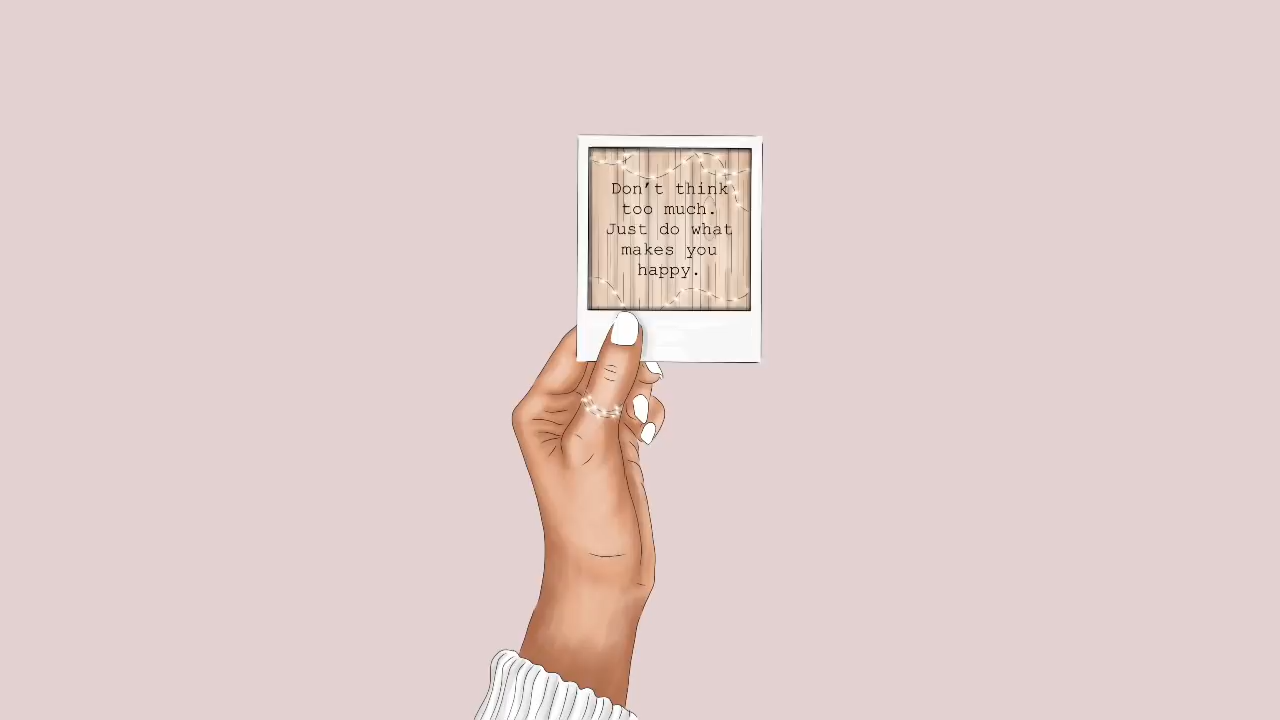 Don't think
too much.
Just do what
makes you
happy.